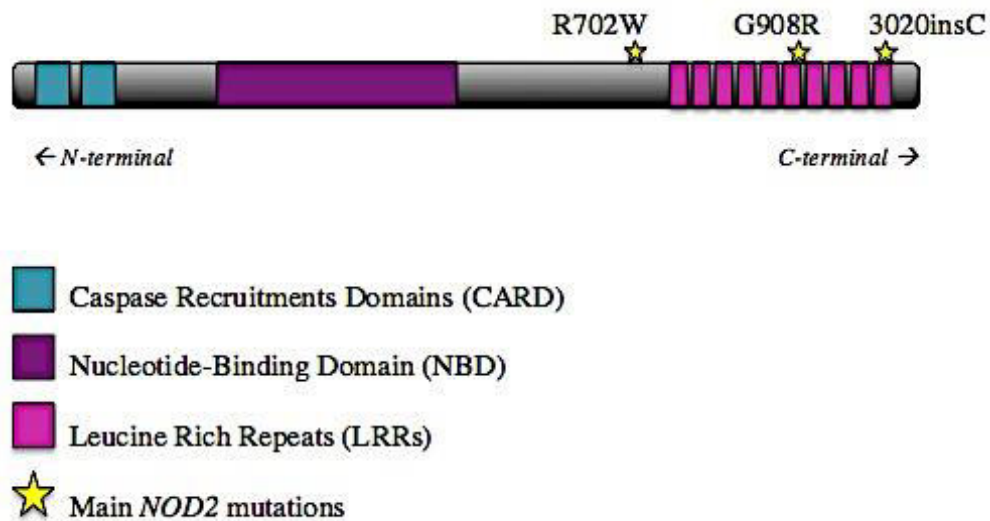 R702W G908R 3020insC
← N-terminal C-terminal →
Caspase Recruitments Domains (CARD)
Nucleotide-Binding Domain (NBD)
Leucine Rich Repeats (LRRs)
Main NOD2 mutations